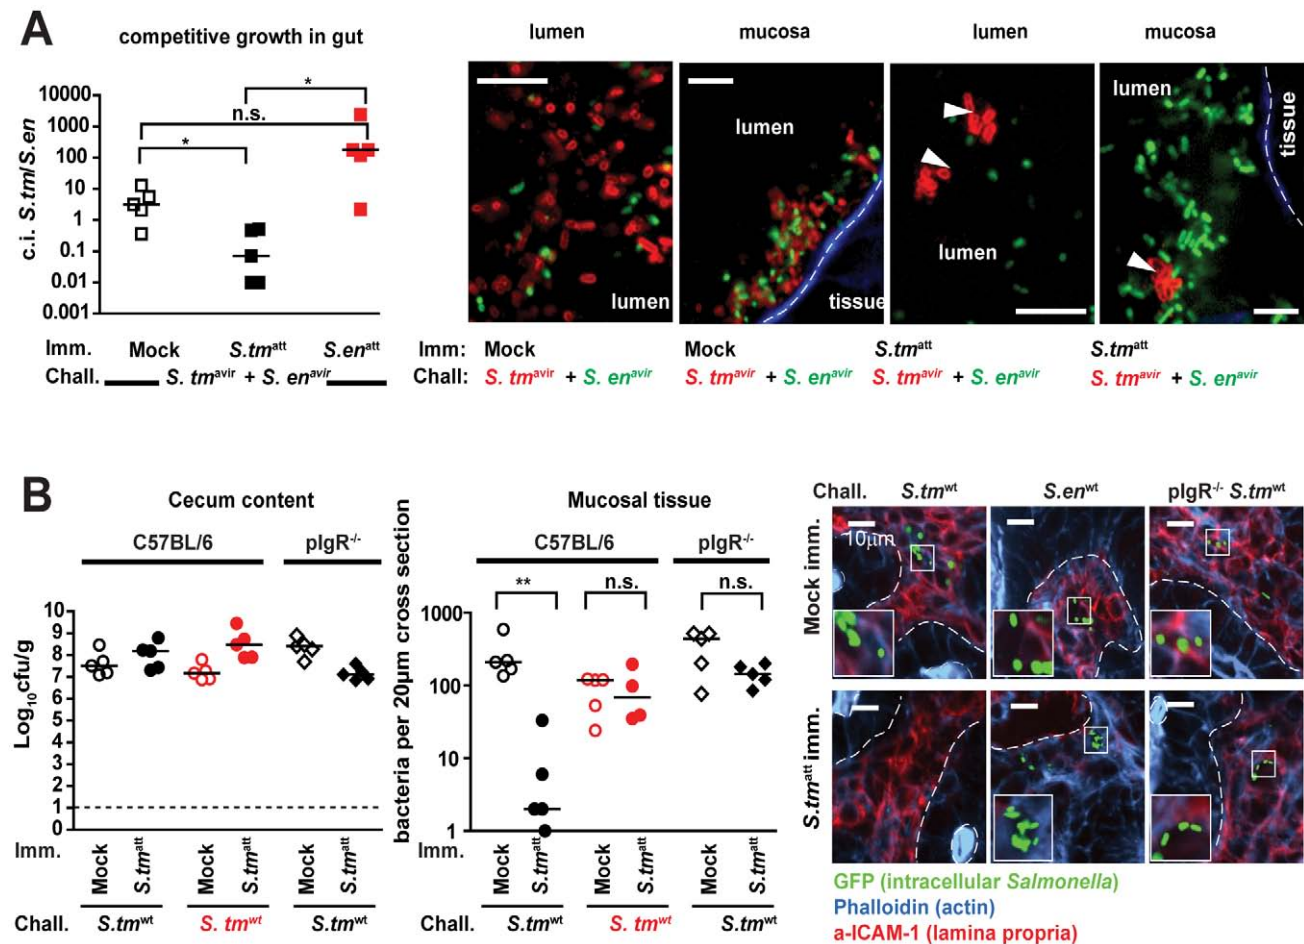 A
competitive growth in gut
c.i. S.tm/S.en
10000
1000
100
10
1
0.1
0.01
0.001
*
n.s.
*
Imm. Mock S.tm^att S.en^att
Chall. S. tm^avir + S. en^avir
lumen mucosa lumen mucosa
lumen
lumen
tissue
lumen
lumen
tissue
Imm: Mock Mock S.tm^att S.tm^att
Chall: S. tm^avir + S. en^avir S. tm^avir + S. en^avir S. tm^avir + S. en^avir S. tm^avir + S. en^avir
B
Cecum content
C57BL/6 pIgR-/-
Log10cfu/g
10
9
8
7
6
5
4
3
2
1
0
Imm. Mock S.tm^att Mock S.tm^att Mock S.tm^att
Chall. S.tm^wt S. tm^wt S.tm^wt
Mucosal tissue
C57BL/6 pIgR-/-
** n.s. n.s.
bacteria per 20μm cross section
1000
100
10
1
Imm. Mock S.tm^att Mock S.tm^att Mock S.tm^att
Chall. S.tm^wt S. tm^wt S.tm^wt
Chall. S.tm^wt S.en^wt pIgR-/- S.tm^wt
Mock imm.
10μm
S.tm^att imm.
GFP (intracellular Salmonella)
Phalloidin (actin)
a-ICAM-1 (lamina propria)